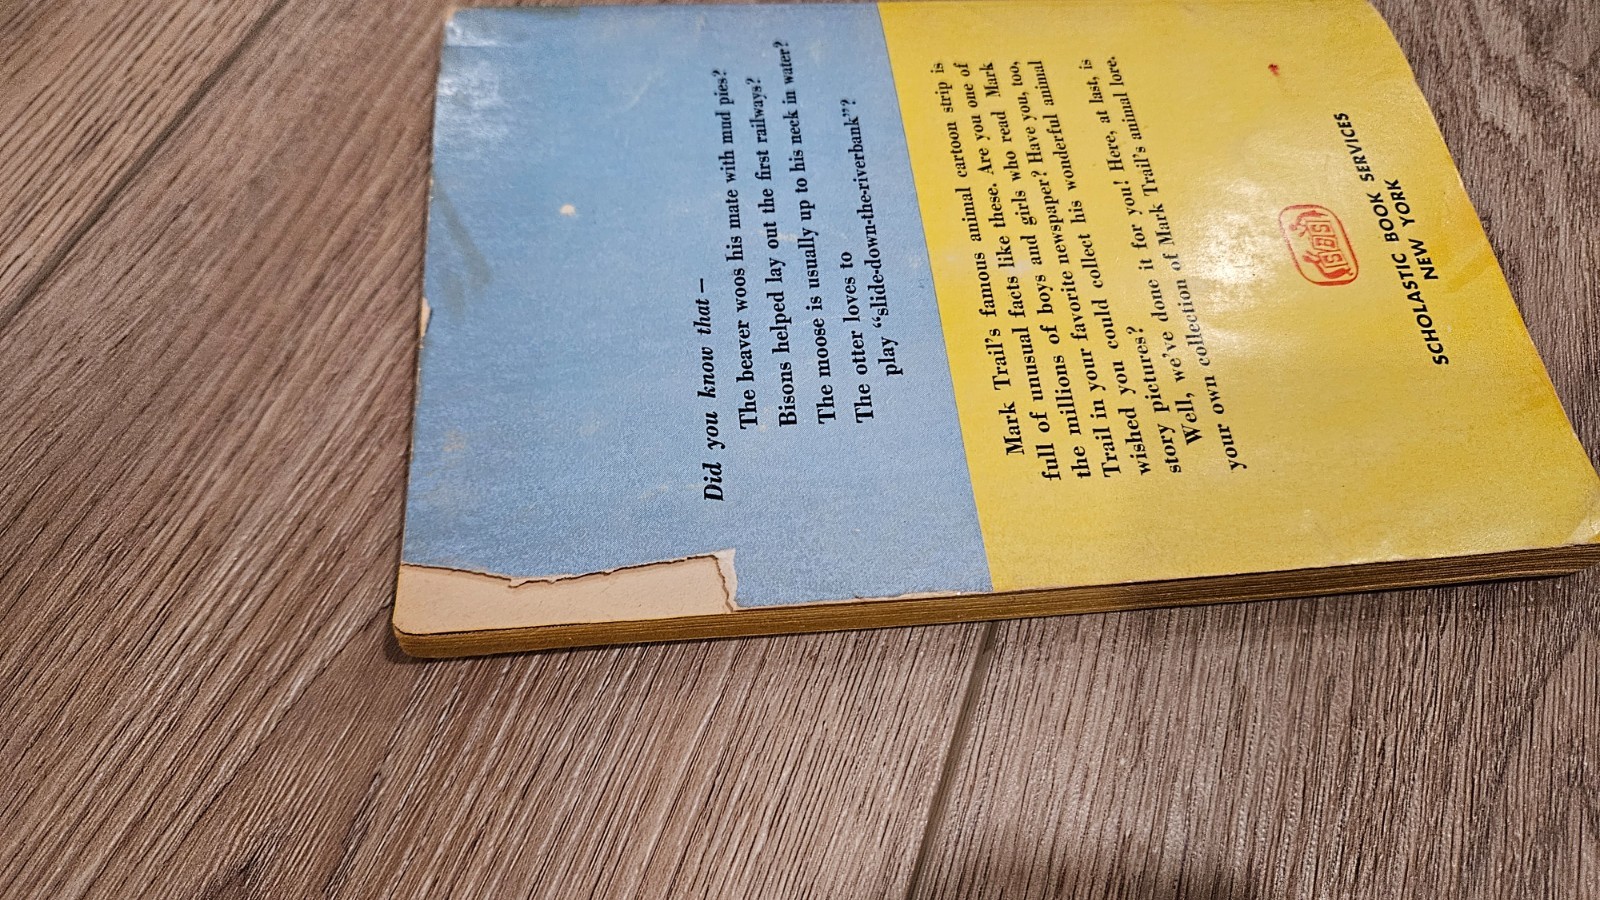 Did you know that—
The beaver woos his mate with mud pies?
Bisons helped lay out the first railways?
The moose is usually up to his neck in water?
The otter loves to
play “slide-down-the-riverbank”?
Mark Trail's famous animal cartoon strip is
full of unusual facts like these. Are you one of
the millions of boys and girls who read Mark
Trail in your favorite newspaper? Have you, too,
wished you could collect his wonderful animal
story pictures?
Well, we've done it for you! Here, at last, is
your own collection of Mark Trail's animal lore.
SBS
SCHOLASTIC BOOK SERVICES
NEW YORK